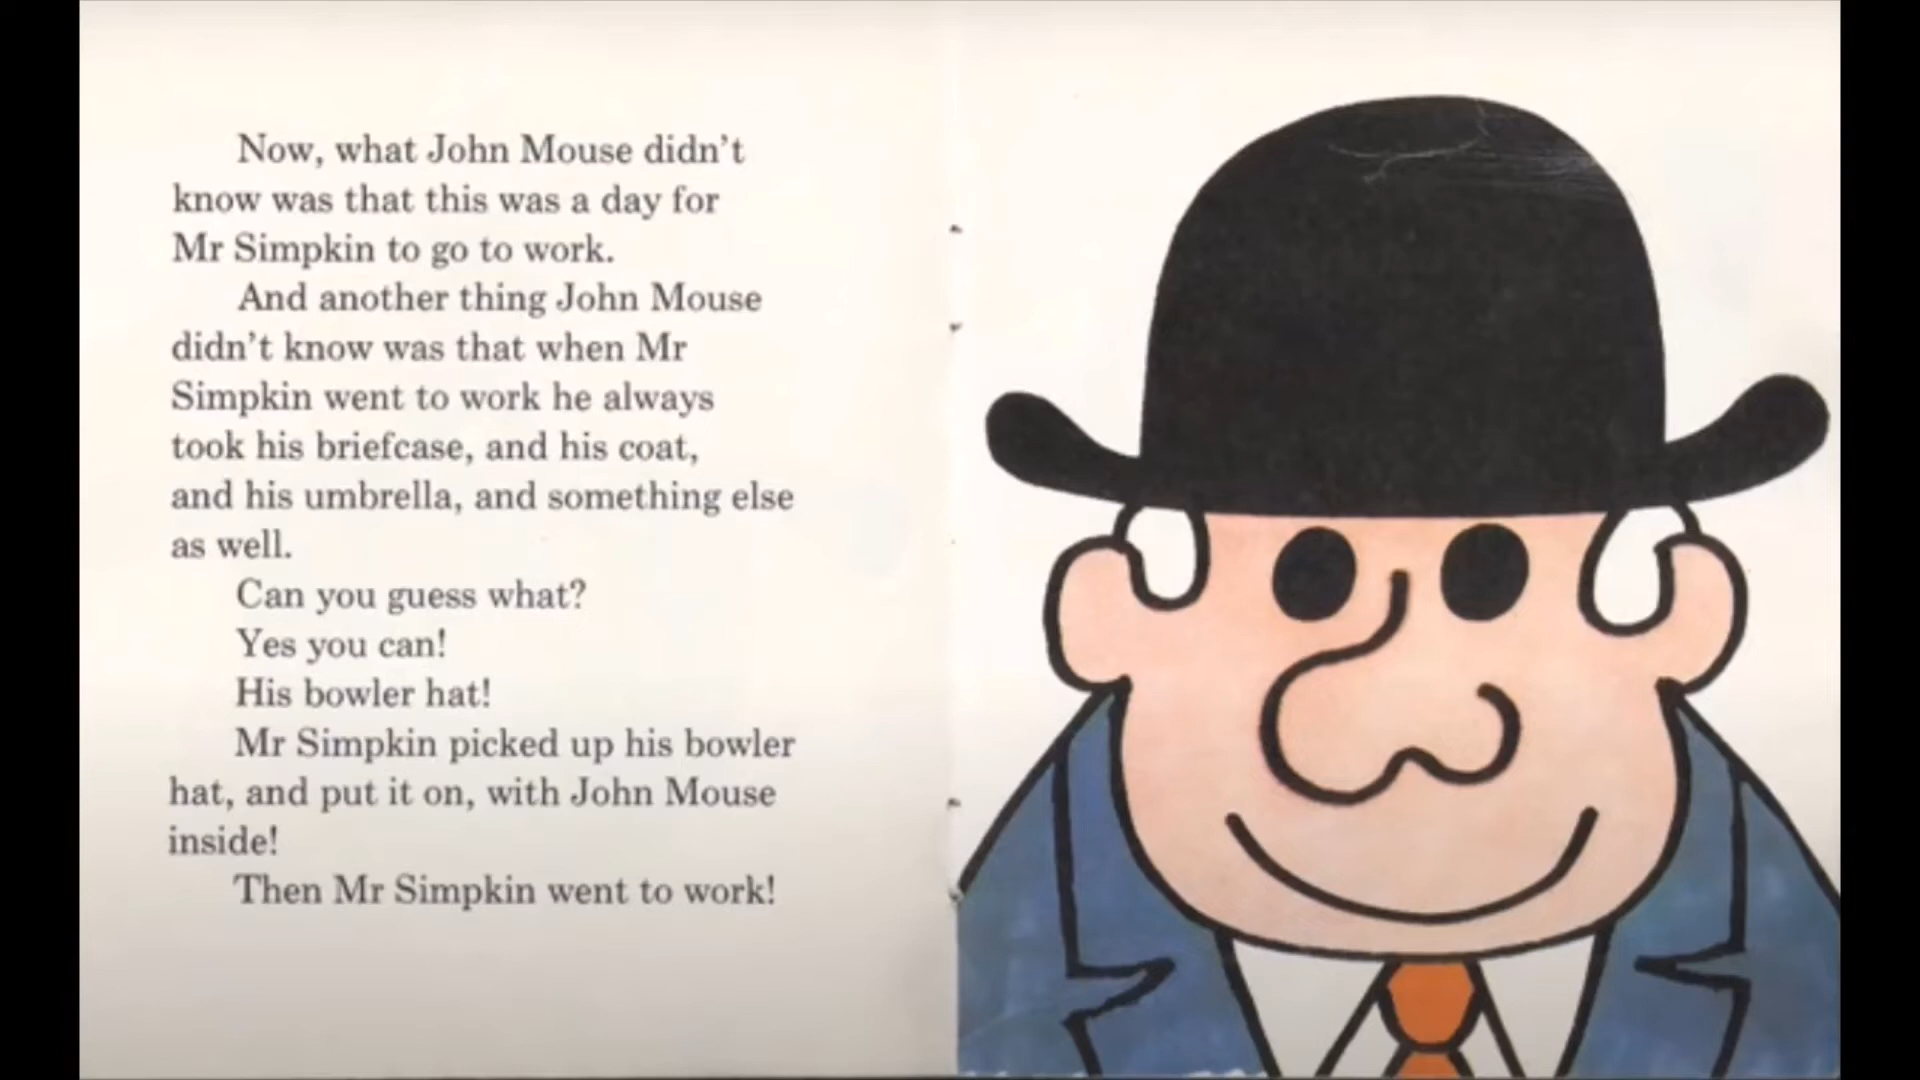 Now, what John Mouse didn't
know was that this was a day for
Mr Simpkin to go to work.
And another thing John Mouse
didn't know was that when Mr
Simpkin went to work he always
took his briefcase, and his coat,
and his umbrella, and something else
as well.
Can you guess what?
Yes you can!
His bowler hat!
Mr Simpkin picked up his bowler
hat, and put it on, with John Mouse
inside!
Then Mr Simpkin went to work!